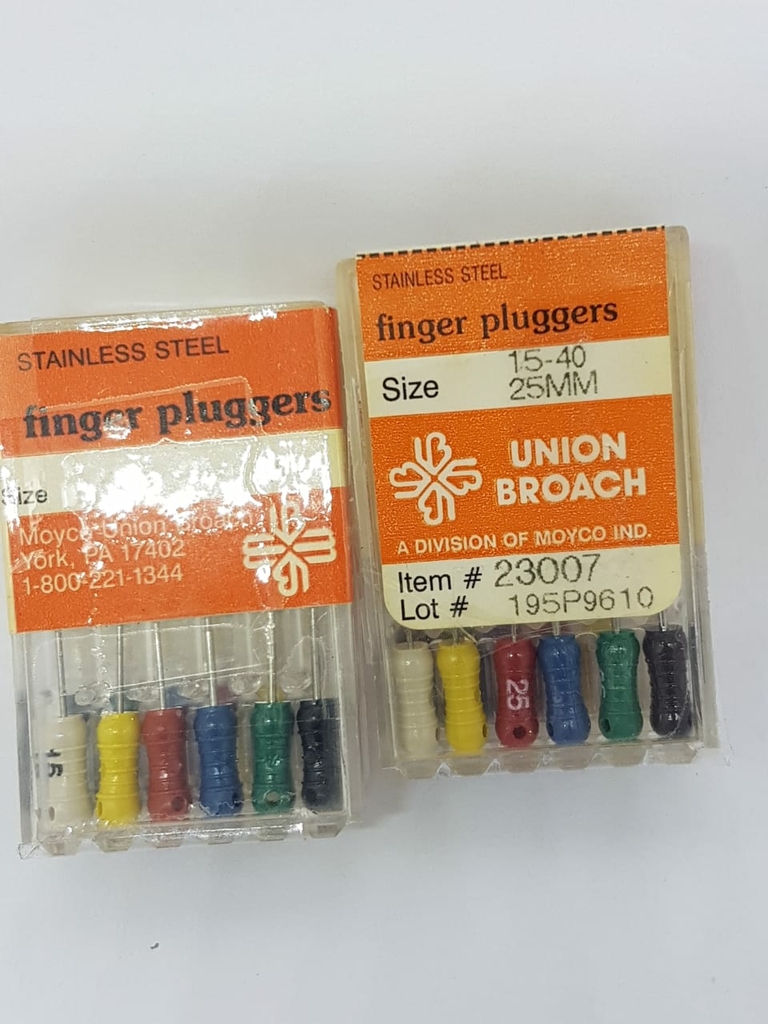 STAINLESS STEEL
finger pluggers
Size
Moyco Union Broach
York, PA 17402
1-800-221-1344
15
STAINLESS STEEL
finger pluggers
Size 15-40
25MM
UNION
BROACH
A DIVISION OF MOYCO IND.
Item # 23007
Lot # 195P9610
25